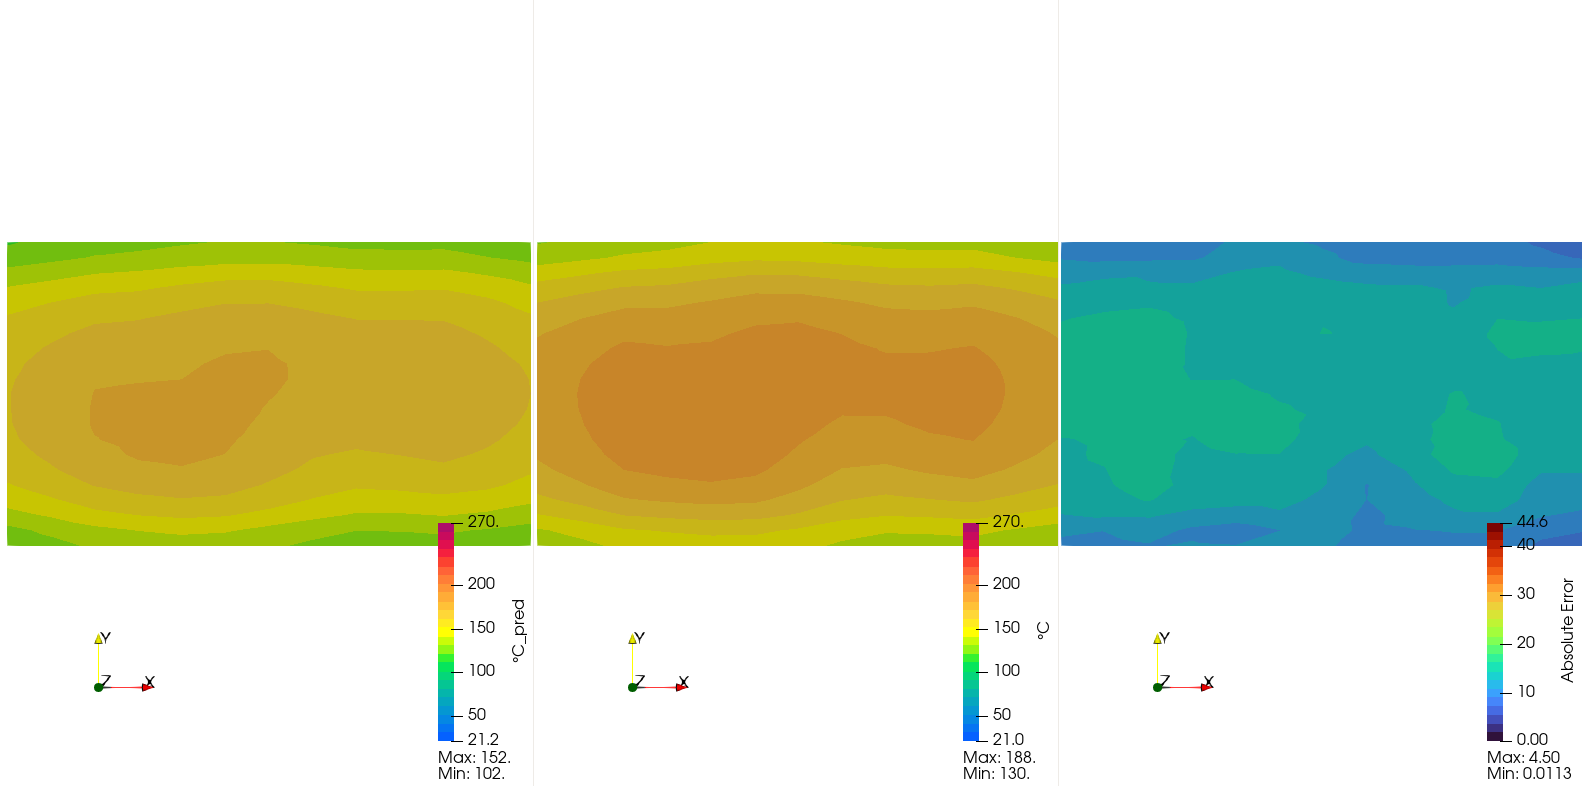 270.
200
150
100
50
21.2
°C_pred
Max: 152.
Min: 102.
Y
Z
X
270.
200
150
100
50
21.0
°C
Max: 188.
Min: 130.
Y
Z
X
44.6
40
30
20
10
0.00
Absolute Error
Max: 4.50
Min: 0.0113
Y
Z
X